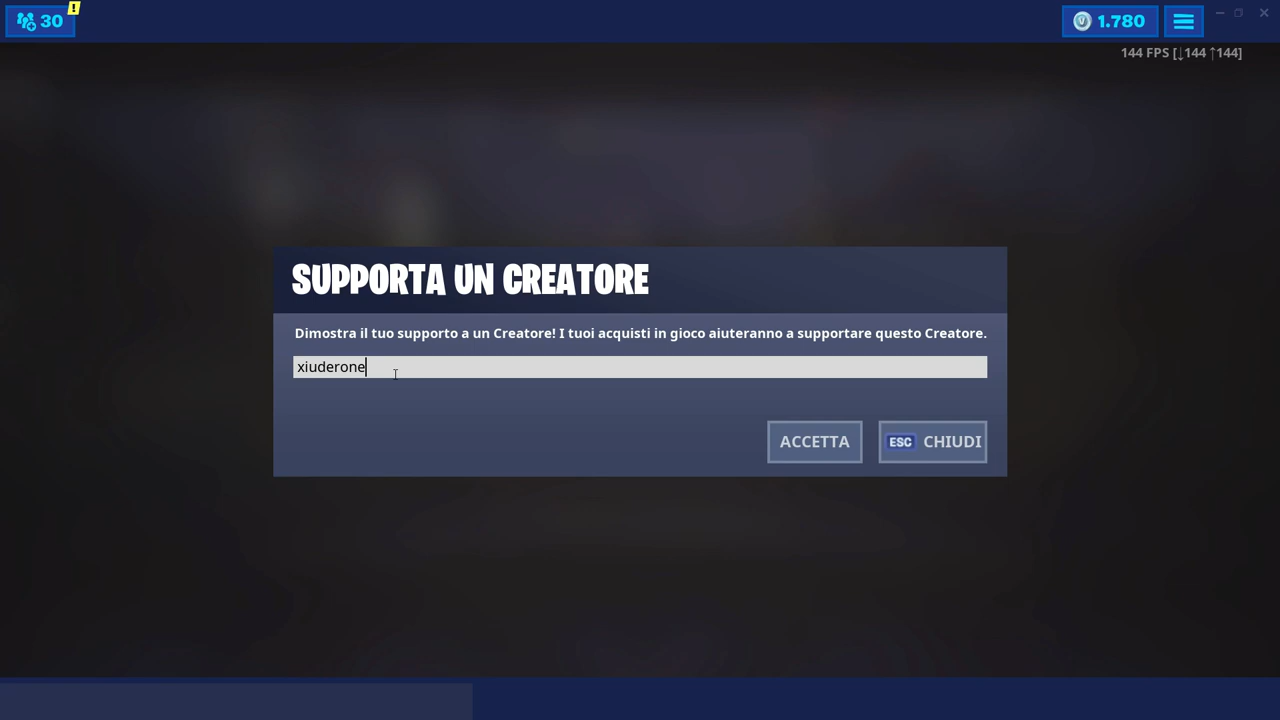 30 !
1.780
144 FPS [↓144 ↑144]
SUPPORTA UN CREATORE
Dimostra il tuo supporto a un Creatore! I tuoi acquisti in gioco aiuteranno a supportare questo Creatore.
xiuderone
ACCETTA ESC CHIUDI